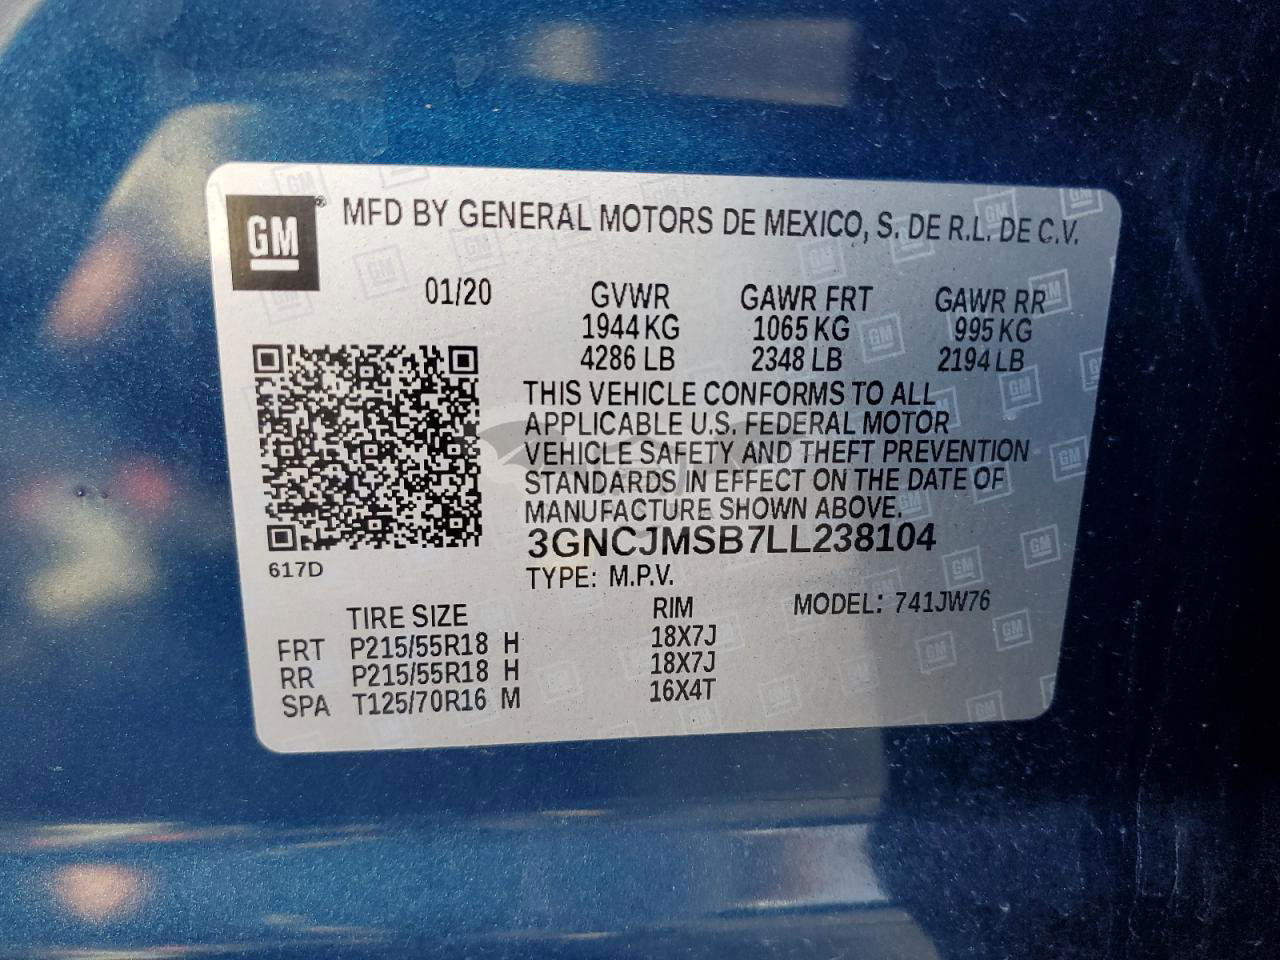 GM ® MFD BY GENERAL MOTORS DE MEXICO, S. DE R.L. DE C.V.
01/20 GVWR GAWR FRT GAWR RR
1944 KG 1065 KG 995 KG
4286 LB 2348 LB 2194 LB
THIS VEHICLE CONFORMS TO ALL
APPLICABLE U.S. FEDERAL MOTOR
VEHICLE SAFETY AND THEFT PREVENTION
STANDARDS IN EFFECT ON THE DATE OF
MANUFACTURE SHOWN ABOVE.
3GNCJMSB7LL238104
617D
TYPE: M.P.V.
TIRE SIZE RIM MODEL: 741JW76
FRT P215/55R18 H 18X7J
RR P215/55R18 H 18X7J
SPA T125/70R16 M 16X4T